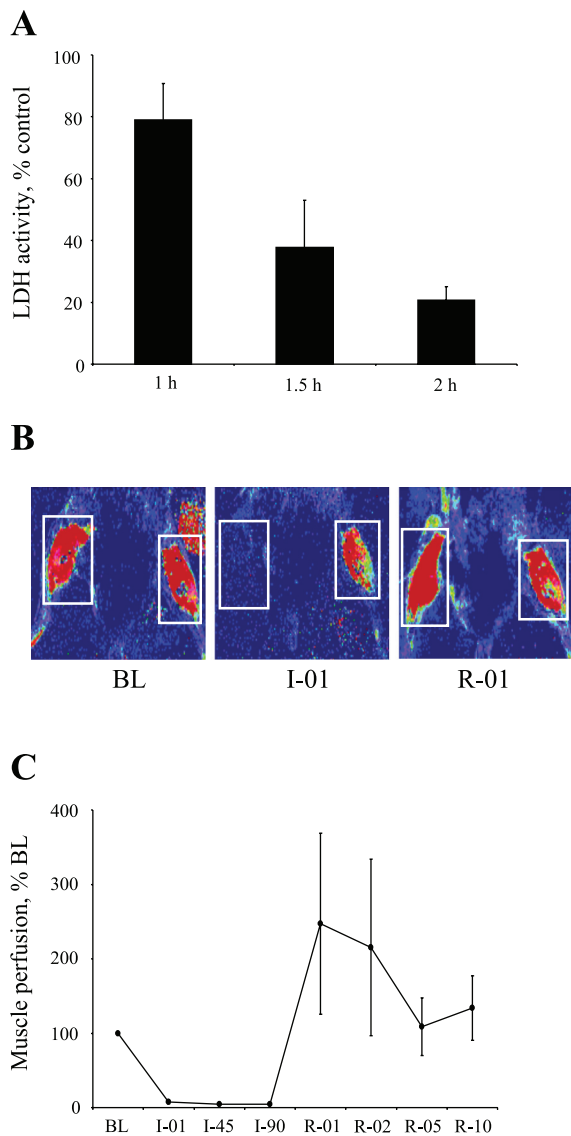 A
LDH activity, % control
100
80
60
40
20
0
1 h 1.5 h 2 h
B
BL I-01 R-01
C
Muscle perfusion, % BL
400
300
200
100
0
BL I-01 I-45 I-90 R-01 R-02 R-05 R-10